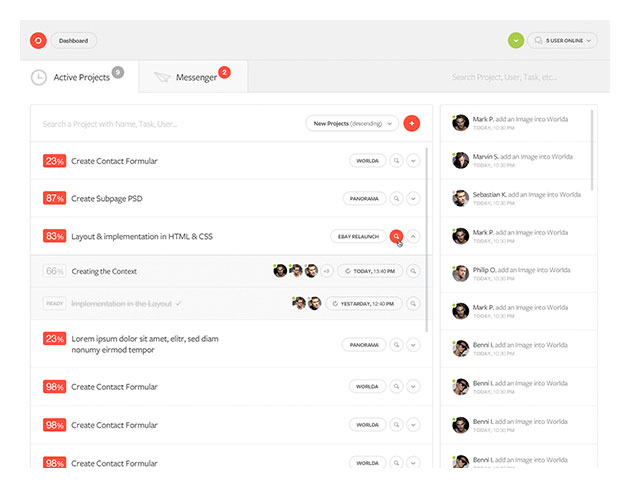 Dashboard
5 USER ONLINE
Active Projects 9
Messenger 2
Search Project, User, Task, etc...
Search a Project with Name, Task, User...
New Projects (descending)
+
23% Create Contact Formular WORLDA
87% Create Subpage PSD PANORAMA
83% Layout & implementation in HTML & CSS EBAY RELAUNCH
66% Creating the Context +9 TODAY, 13:40 PM
READY Implementation in the Layout YESTARDAY, 12:40 PM
23% Lorem ipsum dolor sit amet, elitr, sed diam
nonumy eirmod tempor PANORAMA
98% Create Contact Formular WORLDA
98% Create Contact Formular WORLDA
98% Create Contact Formular WORLDA
Mark P. add an Image into Worlda
TODAY, 10:30 PM
Marvin S. add an Image into Worlda
TODAY, 10:30 PM
Sebastian K. add an Image into Worlda
TODAY, 10:30 PM
Mark P. add an Image into Worlda
TODAY, 10:30 PM
Philip O. add an Image into Worlda
TODAY, 10:30 PM
Mark P. add an Image into Worlda
TODAY, 10:30 PM
Benni I. add an Image into Worlda
TODAY, 10:30 PM
Benni I. add an Image into Worlda
TODAY, 10:30 PM
Benni I. add an Image into Worlda
TODAY, 10:30 PM
Benni I. add an Image into Worlda